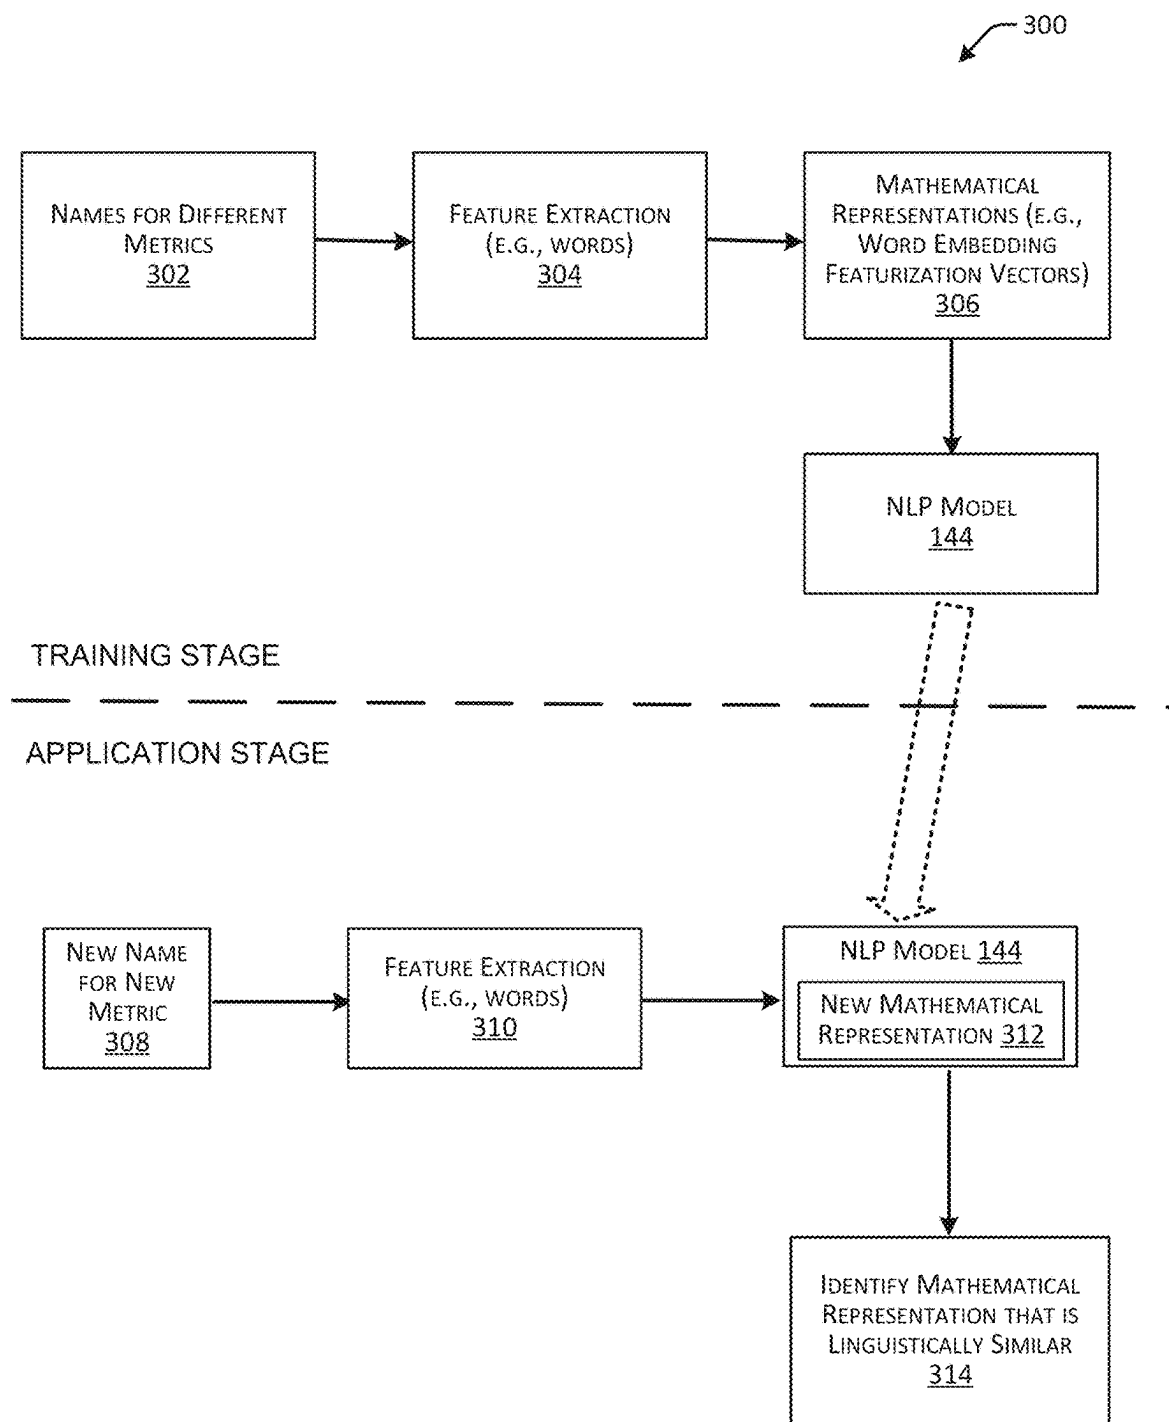 300
Names for Different
Metrics
302
Feature Extraction
(e.g., words)
304
Mathematical
Representations (e.g.,
Word Embedding
Featurization Vectors)
306
NLP Model
144
TRAINING STAGE
APPLICATION STAGE
New Name
for New
Metric
308
Feature Extraction
(e.g., words)
310
NLP Model 144
New Mathematical
Representation 312
Identify Mathematical
Representation that is
Linguistically Similar
314